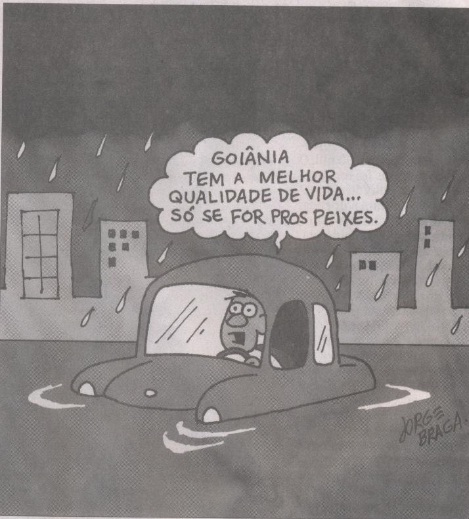 GOIÂNIA
TEM A MELHOR
QUALIDADE DE VIDA...
SÓ SE FOR PROS PEIXES.
JORGE
BRAGA.